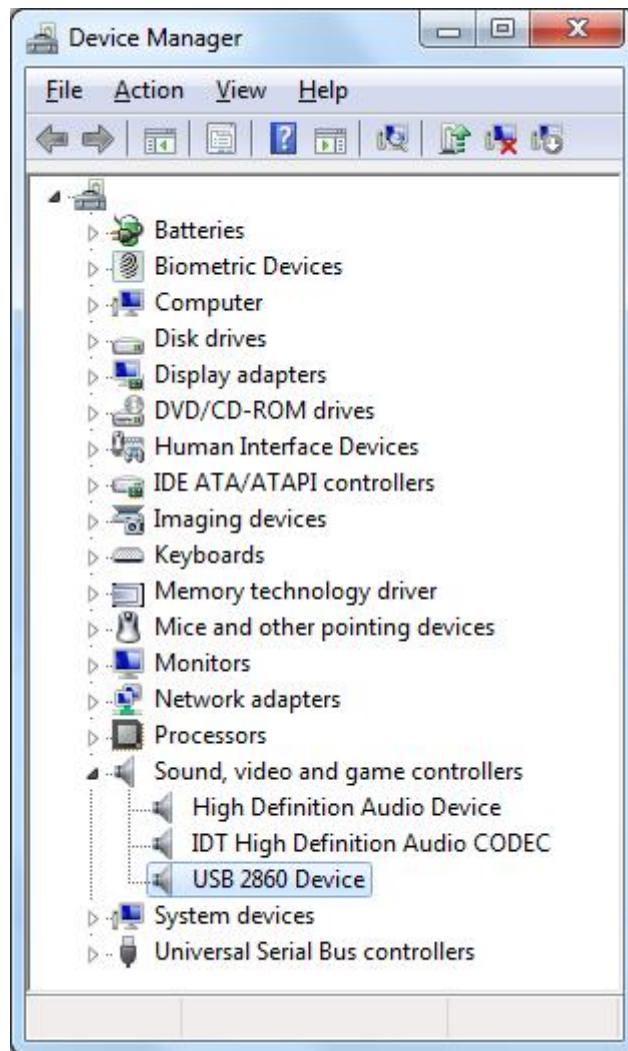 Device Manager
File Action View Help
Batteries
Biometric Devices
Computer
Disk drives
Display adapters
DVD/CD-ROM drives
Human Interface Devices
IDE ATA/ATAPI controllers
Imaging devices
Keyboards
Memory technology driver
Mice and other pointing devices
Monitors
Network adapters
Processors
Sound, video and game controllers
High Definition Audio Device
IDT High Definition Audio CODEC
USB 2860 Device
System devices
Universal Serial Bus controllers